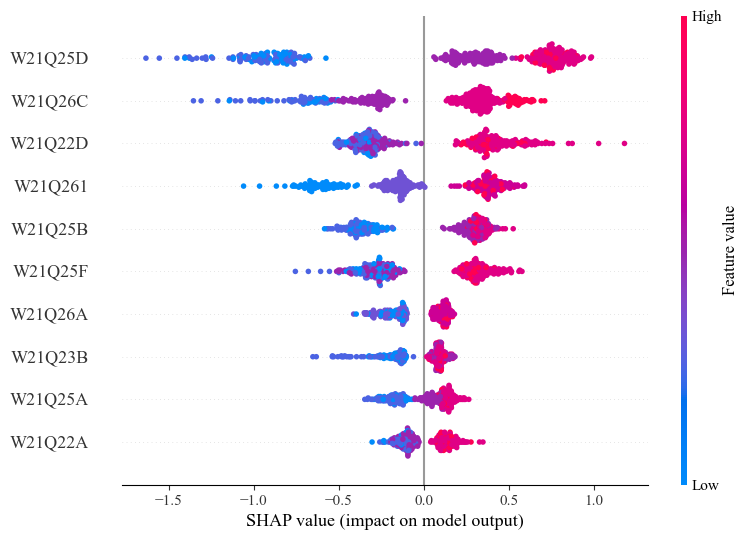 High
W21Q25D
W21Q26C
W21Q22D
W21Q261
W21Q25B
W21Q25F
W21Q26A
W21Q23B
W21Q25A
W21Q22A
Feature value
Low
−1.5 −1.0 −0.5 0.0 0.5 1.0
SHAP value (impact on model output)